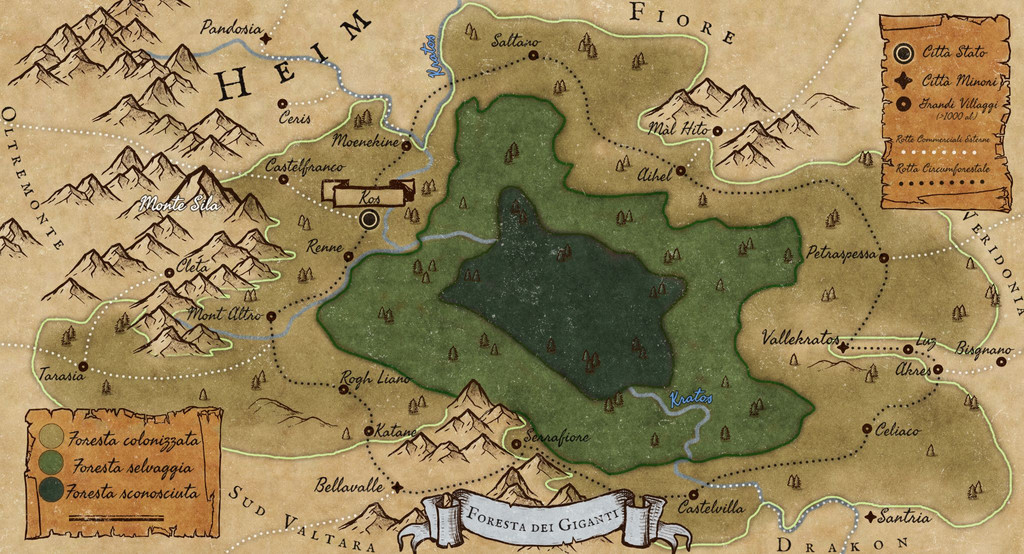 Pandosia
HEIM
Kratos
Saltano
FIORE
Città Stato
Città Minori
Grandi Villaggi
(>1000 ab.)
Rotte Commerciali Esterne
Rotta Circumforestale
OLTREMONTE
Ceris
Moenekine
Màl Hito
Castelfranco
Aihel
Kos
Monte Sila
Renne
VERIDONIA
Petraspessa
Cleta
Mont Altro
Vallekratos
Luz
Bisgnano
Akres
Tarasia
Rogh Liano
Kratos
Foresta colonizzata
Foresta selvaggia
Foresta sconosciuta
Katane
Serrafiore
Celiaco
Bellavalle
SUD VALTARA
FORESTA DEI GIGANTI
Castelvilla
Santria
DRAKON